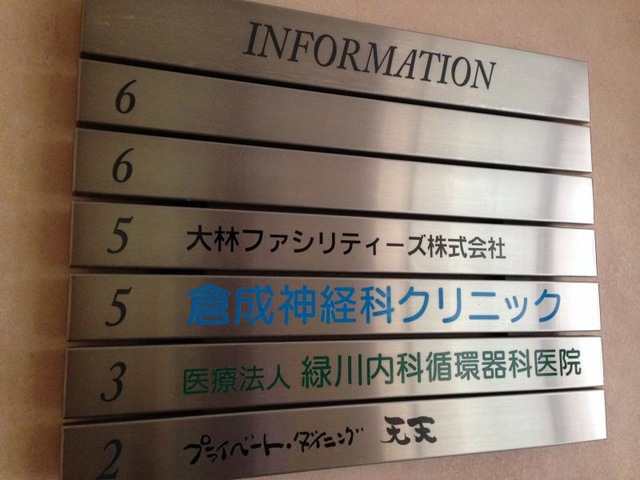 INFORMATION
6
6
5 大林ファシリティーズ株式会社
5 倉成神経科クリニック
3 医療法人 緑川内科循環器科医院
2 プライベート・ダイニング 天天